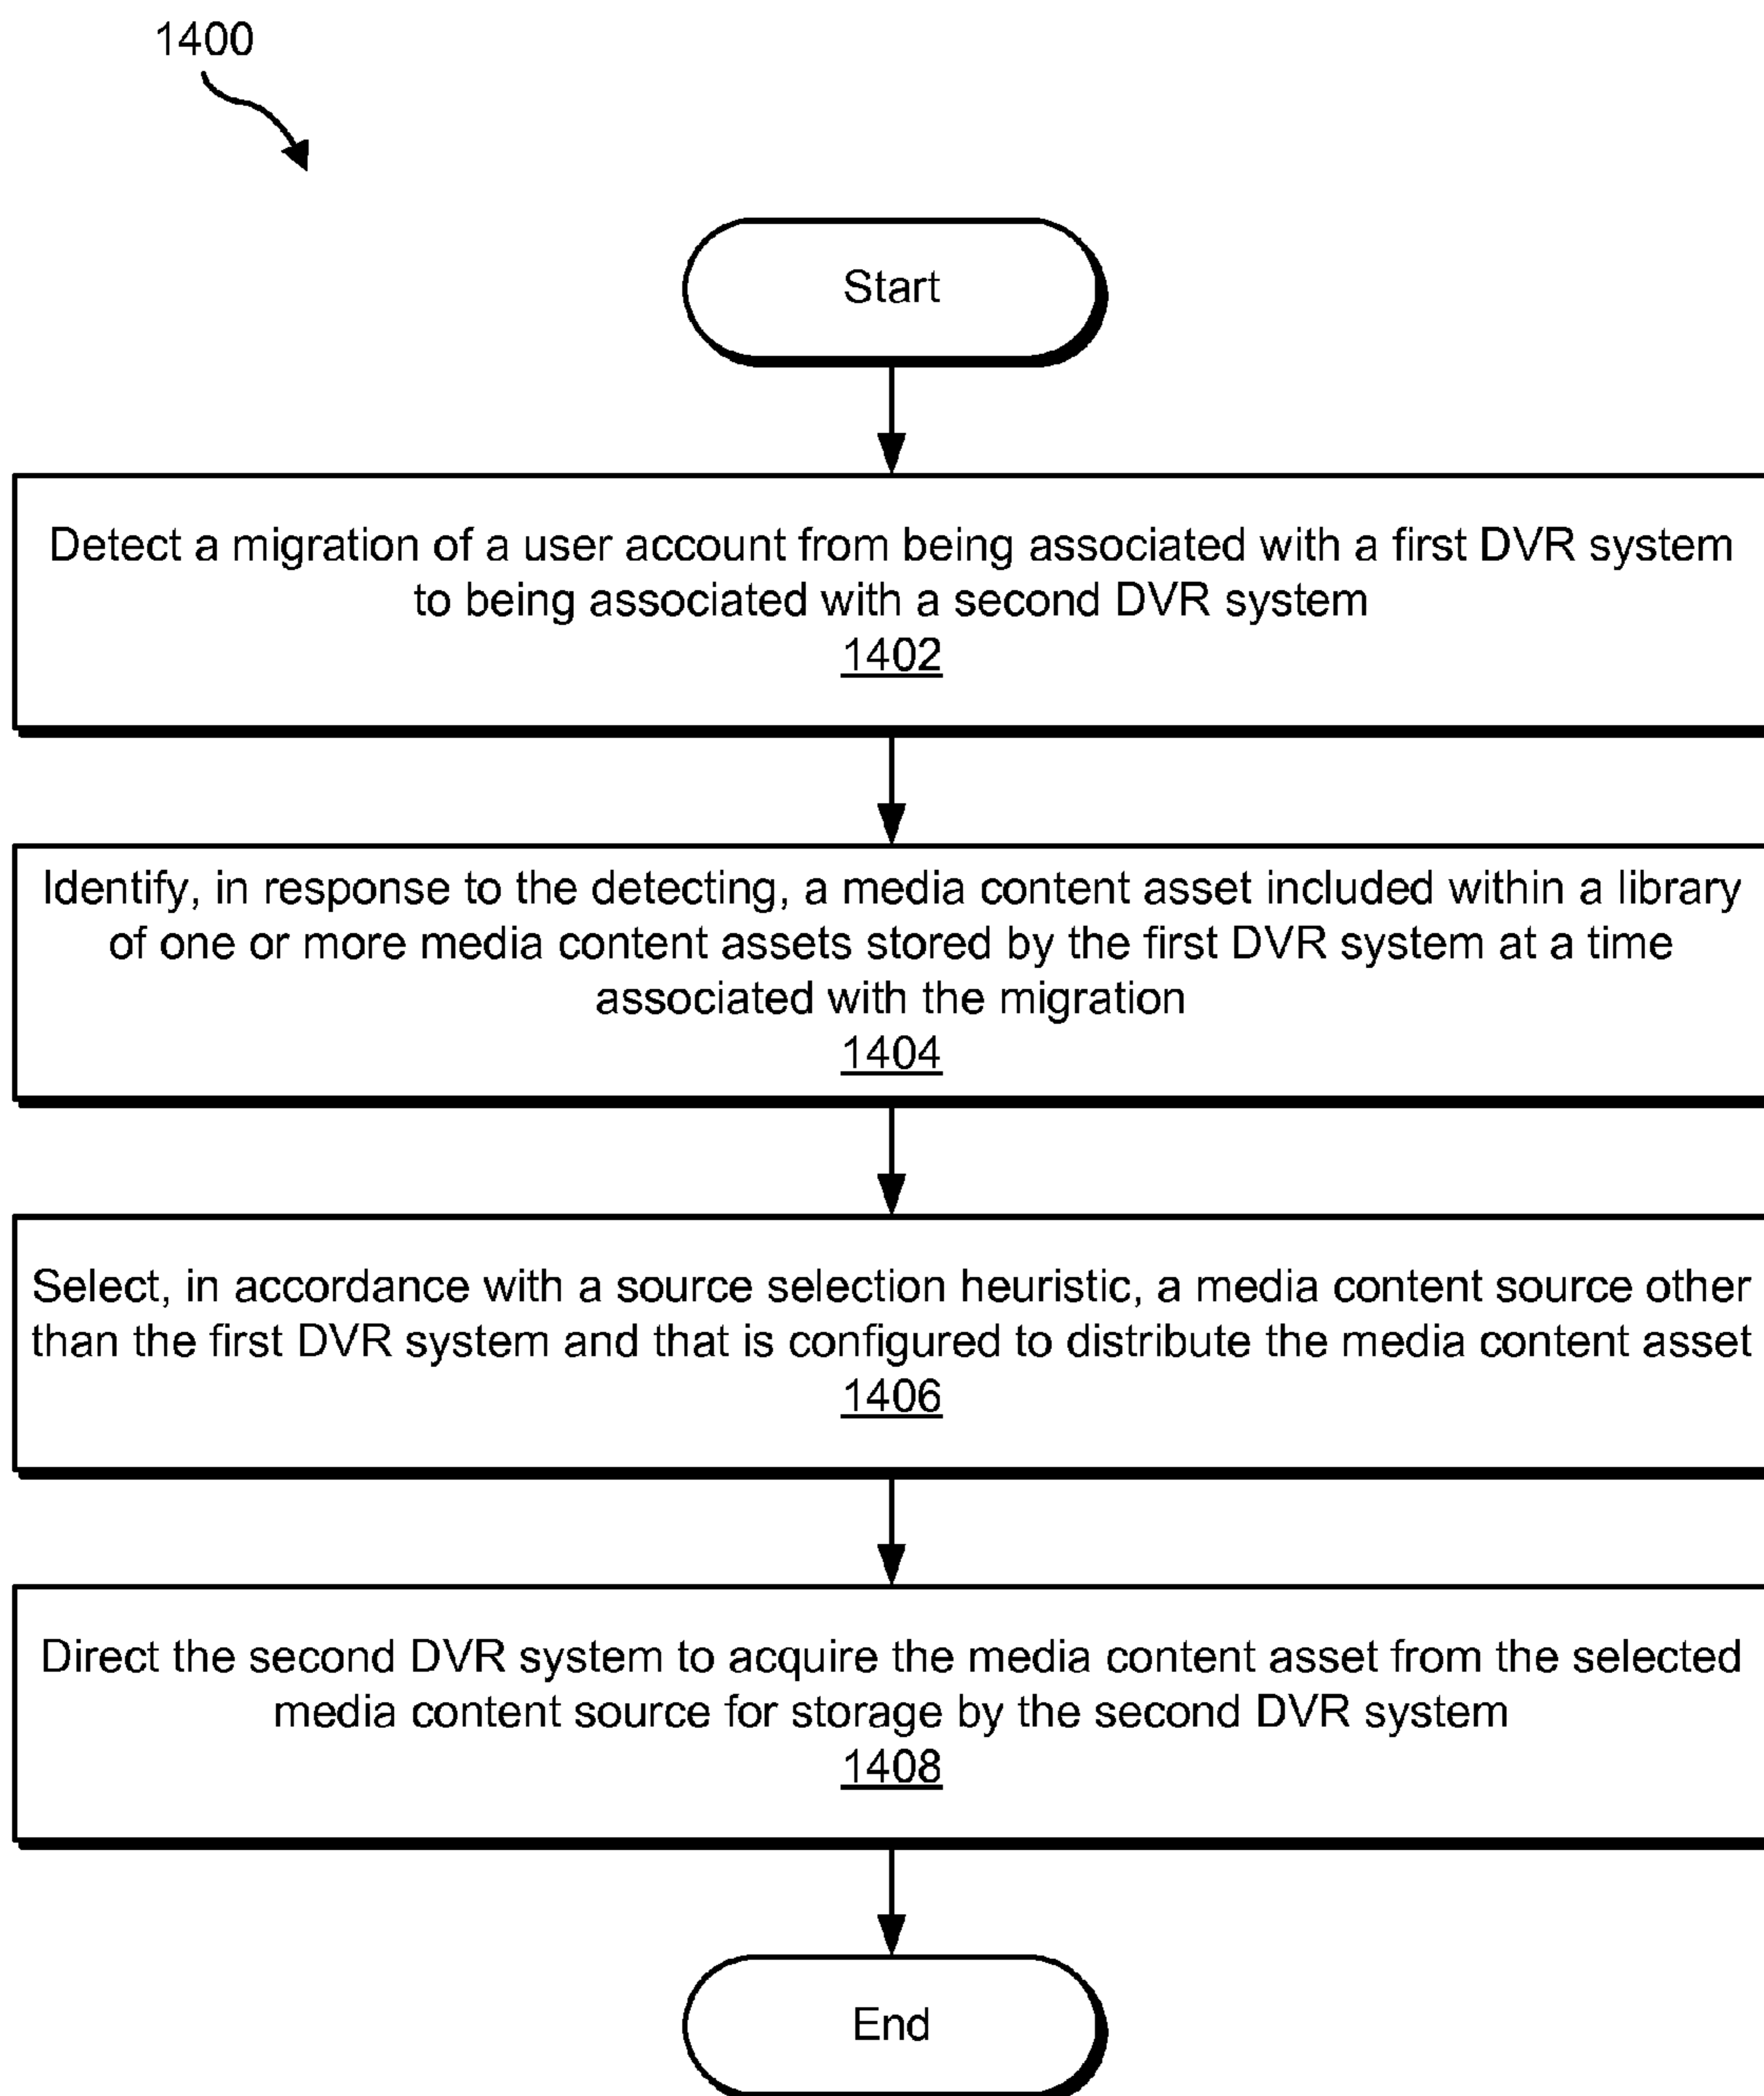 1400
Start
Detect a migration of a user account from being associated with a first DVR system
to being associated with a second DVR system
1402
Identify, in response to the detecting, a media content asset included within a library
of one or more media content assets stored by the first DVR system at a time
associated with the migration
1404
Select, in accordance with a source selection heuristic, a media content source other
than the first DVR system and that is configured to distribute the media content asset
1406
Direct the second DVR system to acquire the media content asset from the selected
media content source for storage by the second DVR system
1408
End